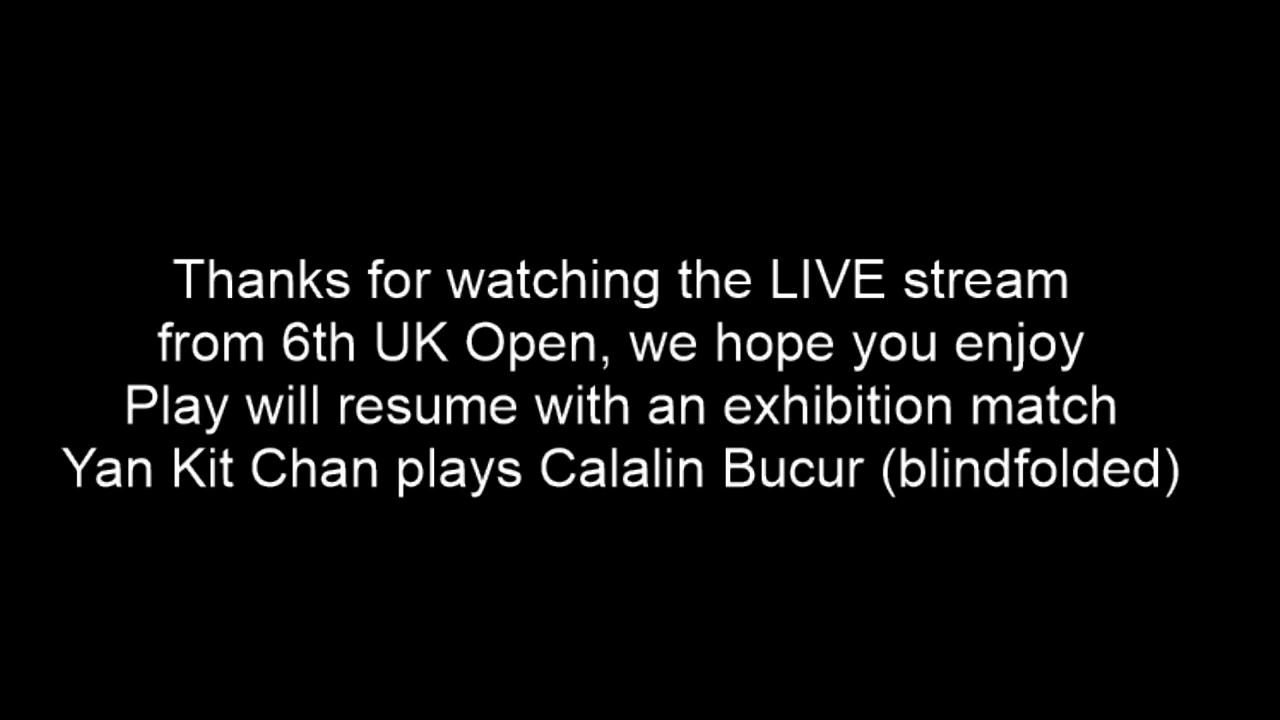 Thanks for watching the LIVE stream
from 6th UK Open, we hope you enjoy
Play will resume with an exhibition match
Yan Kit Chan plays Calalin Bucur (blindfolded)